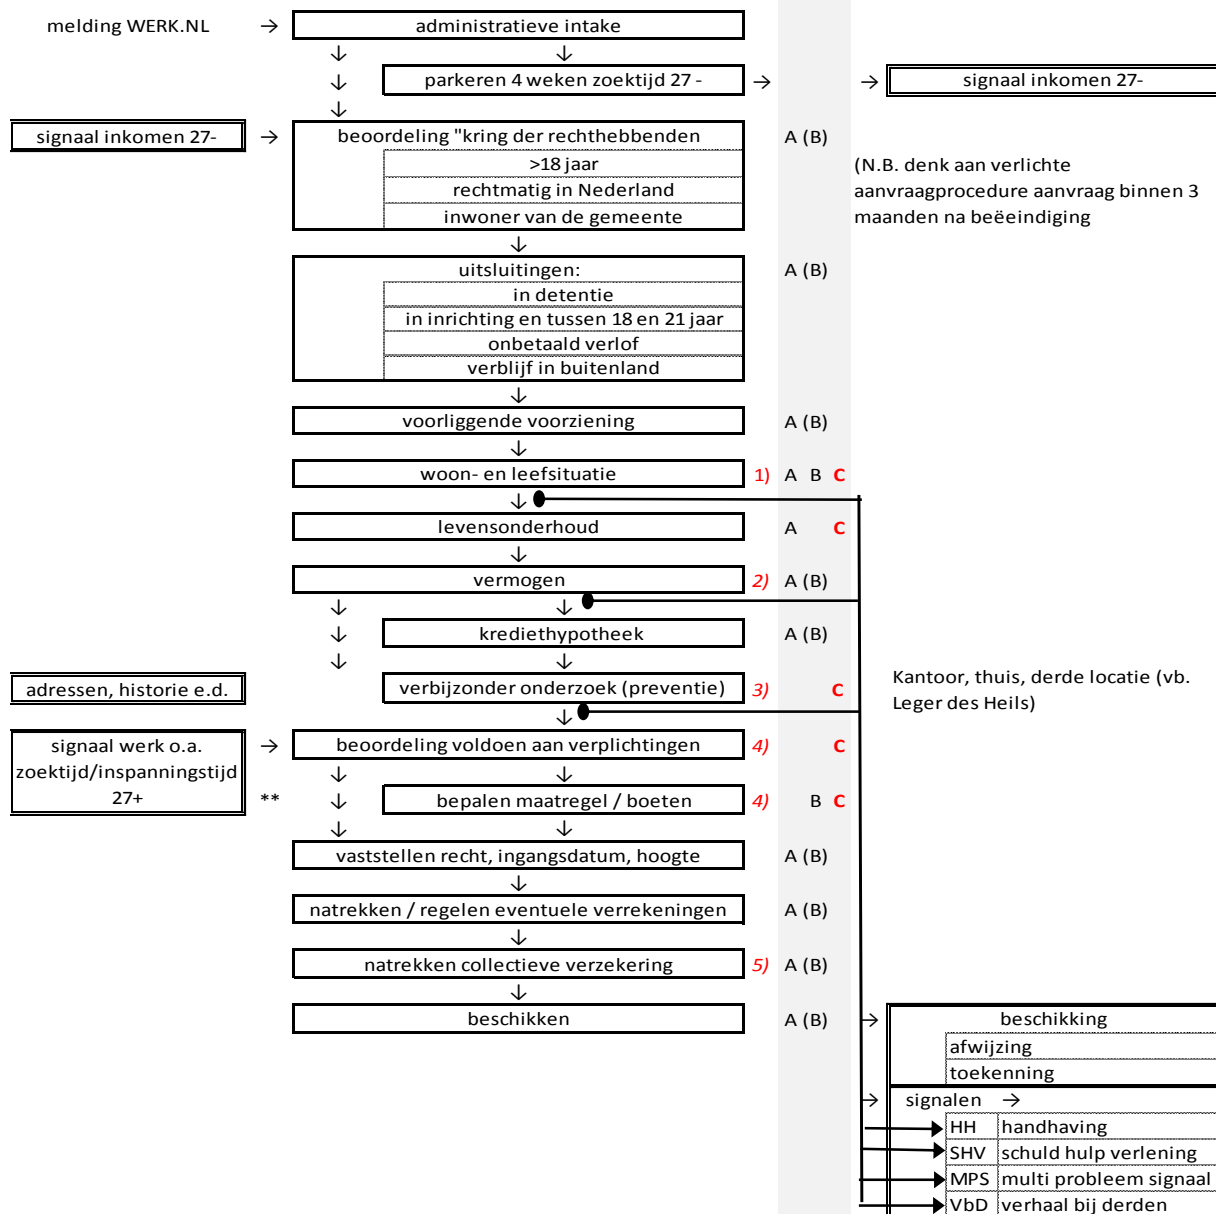 melding WERK.NL → administratieve intake
parkeren 4 weken zoektijd 27 - → → signaal inkomen 27-
signaal inkomen 27- → beoordeling "kring der rechthebbenden A (B)
>18 jaar
rechtmatig in Nederland
inwoner van de gemeente
(N.B. denk aan verlichte
aanvraagprocedure aanvraag binnen 3
maanden na beëeindiging
uitsluitingen: A (B)
in detentie
in inrichting en tussen 18 en 21 jaar
onbetaald verlof
verblijf in buitenland
voorliggende voorziening A (B)
woon- en leefsituatie 1) A B C
levensonderhoud A C
vermogen 2) A (B)
krediethypotheek A (B)
adressen, historie e.d. verbijzonder onderzoek (preventie) 3) C
Kantoor, thuis, derde locatie (vb.
Leger des Heils)
signaal werk o.a.
zoektijd/inspanningstijd
27+
→ beoordeling voldoen aan verplichtingen 4) C
** bepalen maatregel / boeten 4) B C
vaststellen recht, ingangsdatum, hoogte A (B)
natrekken / regelen eventuele verrekeningen A (B)
natrekken collectieve verzekering 5) A (B)
beschikken A (B) → beschikking
afwijzing
toekenning
→ signalen →
HH handhaving
SHV schuld hulp verlening
MPS multi probleem signaal
VbD verhaal bij derden